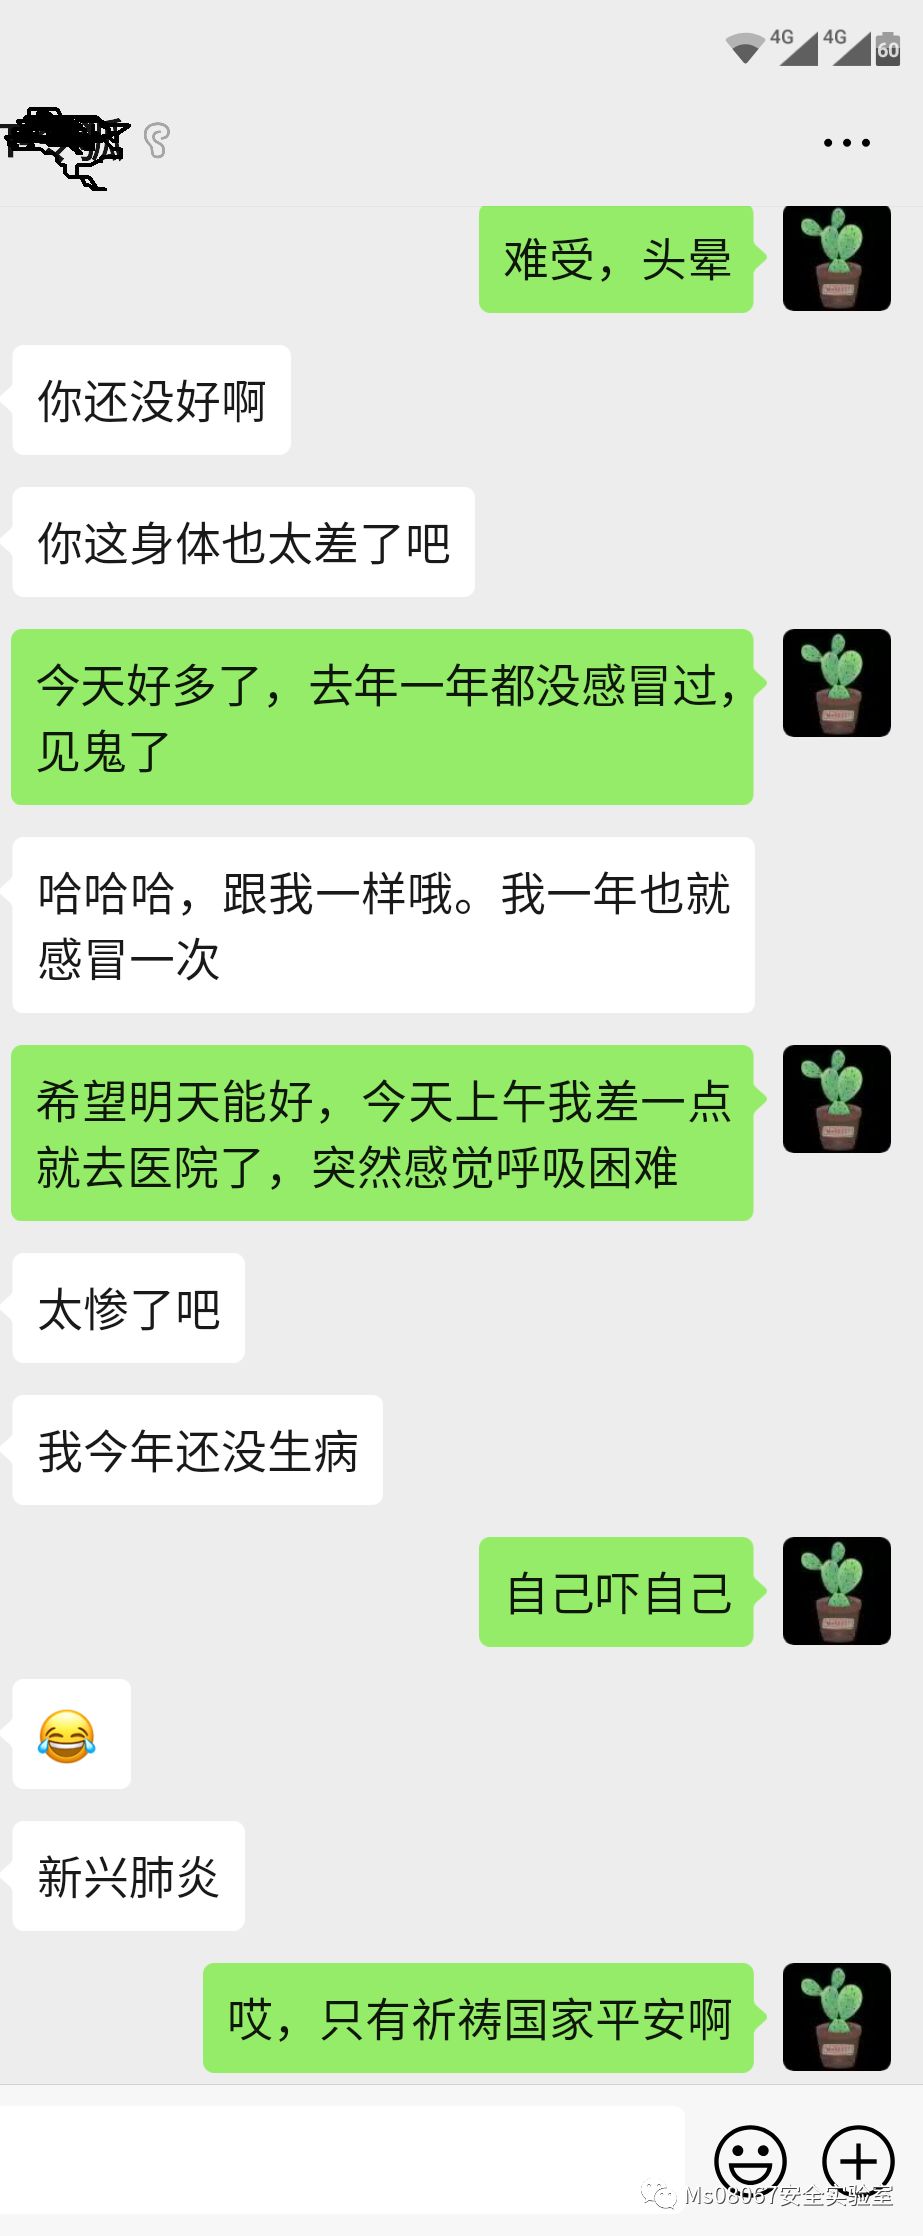 4G 4G 60
难受，头晕
你还没好啊
你这身体也太差了吧
今天好多了，去年一年都没感冒过，
见鬼了
哈哈哈，跟我一样哦。我一年也就
感冒一次
希望明天能好，今天上午我差一点
就去医院了，突然感觉呼吸困难
太惨了吧
我今年还没生病
自己吓自己
新兴肺炎
哎，只有祈祷国家平安啊
Ms08067安全实验室